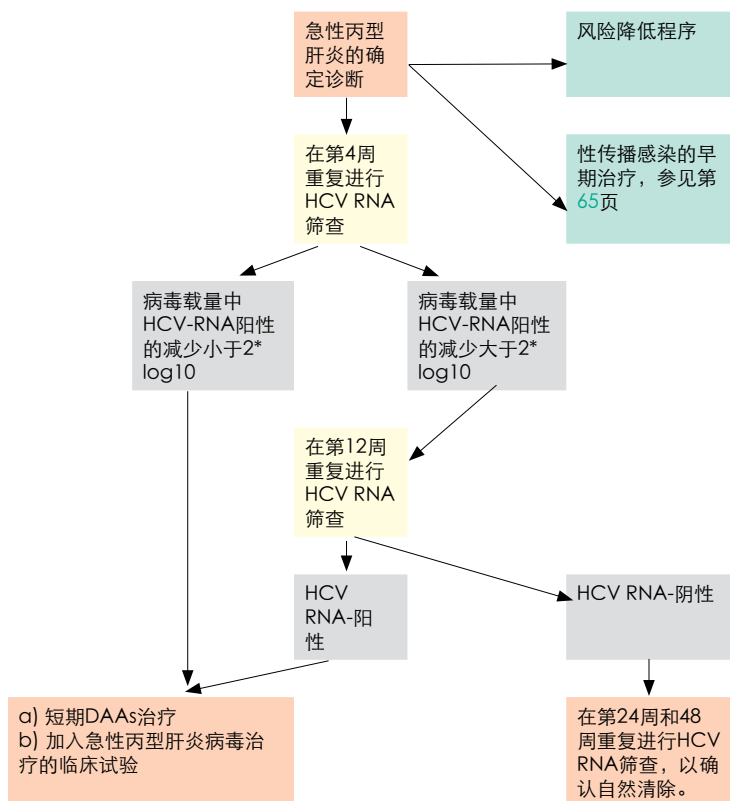 急性丙型
肝炎的确
定诊断
风险降低程序
在第4周
重复进行
HCV RNA
筛查
性传播感染的早
期治疗，参见第
65页
病毒载量中
HCV-RNA阳性
的减少小于2*
log10
病毒载量中
HCV-RNA阳性
的减少大于2*
log10
在第12周
重复进行
HCV RNA
筛查
HCV
RNA-阳
性
HCV RNA-阴性
a) 短期DAAs治疗
b) 加入急性丙型肝炎病毒治
疗的临床试验
在第24周和48
周重复进行HCV
RNA筛查，以确
认自然清除。